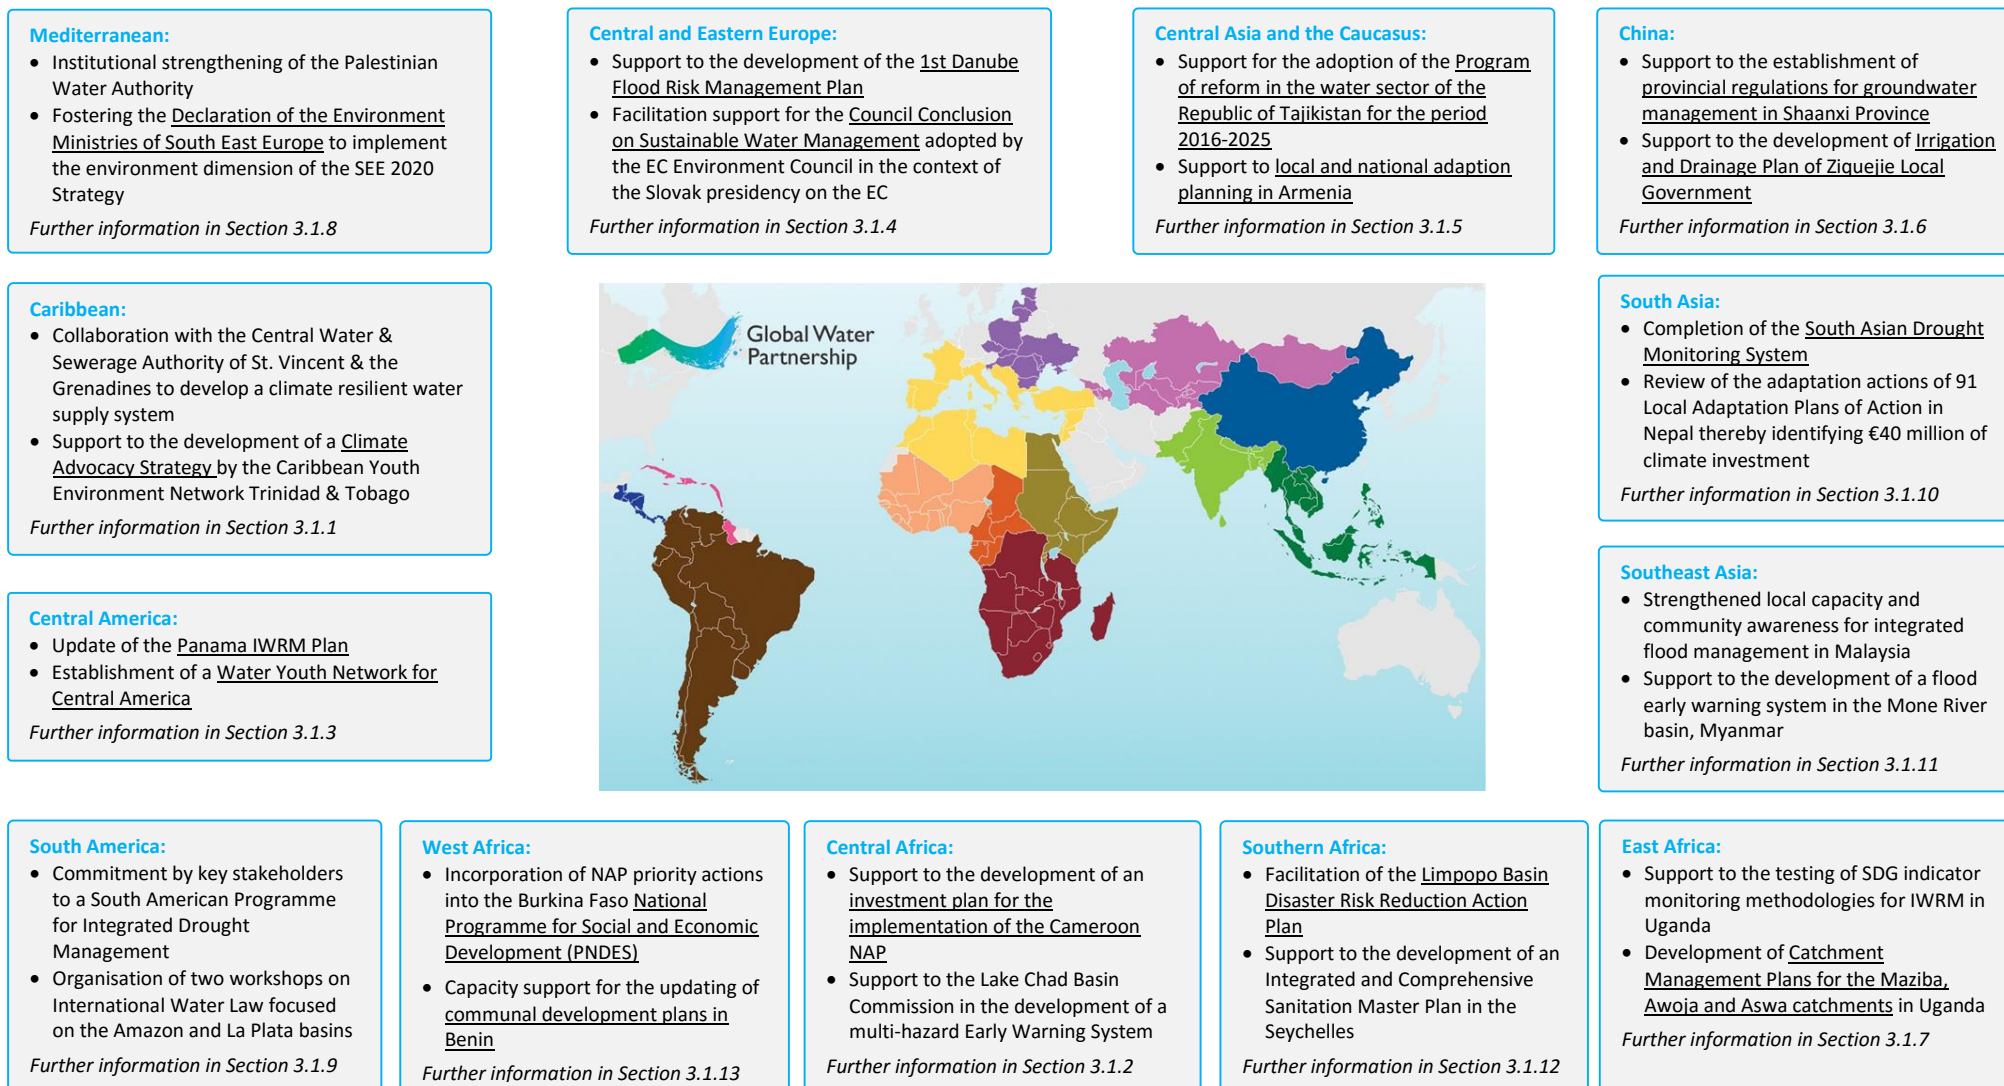 Mediterranean:
• Institutional strengthening of the Palestinian
Water Authority
• Fostering the Declaration of the Environment
Ministries of South East Europe to implement
the environment dimension of the SEE 2020
Strategy
Further information in Section 3.1.8
Central and Eastern Europe:
• Support to the development of the 1st Danube
Flood Risk Management Plan
• Facilitation support for the Council Conclusion
on Sustainable Water Management adopted by
the EC Environment Council in the context of
the Slovak presidency on the EC
Further information in Section 3.1.4
Central Asia and the Caucasus:
• Support for the adoption of the Program
of reform in the water sector of the
Republic of Tajikistan for the period
2016-2025
• Support to local and national adaption
planning in Armenia
Further information in Section 3.1.5
China:
• Support to the establishment of
provincial regulations for groundwater
management in Shaanxi Province
• Support to the development of Irrigation
and Drainage Plan of Ziquejie Local
Government
Further information in Section 3.1.6
Caribbean:
• Collaboration with the Central Water &
Sewerage Authority of St. Vincent & the
Grenadines to develop a climate resilient water
supply system
• Support to the development of a Climate
Advocacy Strategy by the Caribbean Youth
Environment Network Trinidad & Tobago
Further information in Section 3.1.1
Global Water
Partnership
South Asia:
• Completion of the South Asian Drought
Monitoring System
• Review of the adaptation actions of 91
Local Adaptation Plans of Action in
Nepal thereby identifying €40 million of
climate investment
Further information in Section 3.1.10
Central America:
• Update of the Panama IWRM Plan
• Establishment of a Water Youth Network for
Central America
Further information in Section 3.1.3
Southeast Asia:
• Strengthened local capacity and
community awareness for integrated
flood management in Malaysia
• Support to the development of a flood
early warning system in the Mone River
basin, Myanmar
Further information in Section 3.1.11
South America:
• Commitment by key stakeholders
to a South American Programme
for Integrated Drought
Management
• Organisation of two workshops on
International Water Law focused
on the Amazon and La Plata basins
Further information in Section 3.1.9
West Africa:
• Incorporation of NAP priority actions
into the Burkina Faso National
Programme for Social and Economic
Development (PNDES)
• Capacity support for the updating of
communal development plans in
Benin
Further information in Section 3.1.13
Central Africa:
• Support to the development of an
investment plan for the
implementation of the Cameroon
NAP
• Support to the Lake Chad Basin
Commission in the development of a
multi-hazard Early Warning System
Further information in Section 3.1.2
Southern Africa:
• Facilitation of the Limpopo Basin
Disaster Risk Reduction Action
Plan
• Support to the development of an
Integrated and Comprehensive
Sanitation Master Plan in the
Seychelles
Further information in Section 3.1.12
East Africa:
• Support to the testing of SDG indicator
monitoring methodologies for IWRM in
Uganda
• Development of Catchment
Management Plans for the Maziba,
Awoja and Aswa catchments in Uganda
Further information in Section 3.1.7